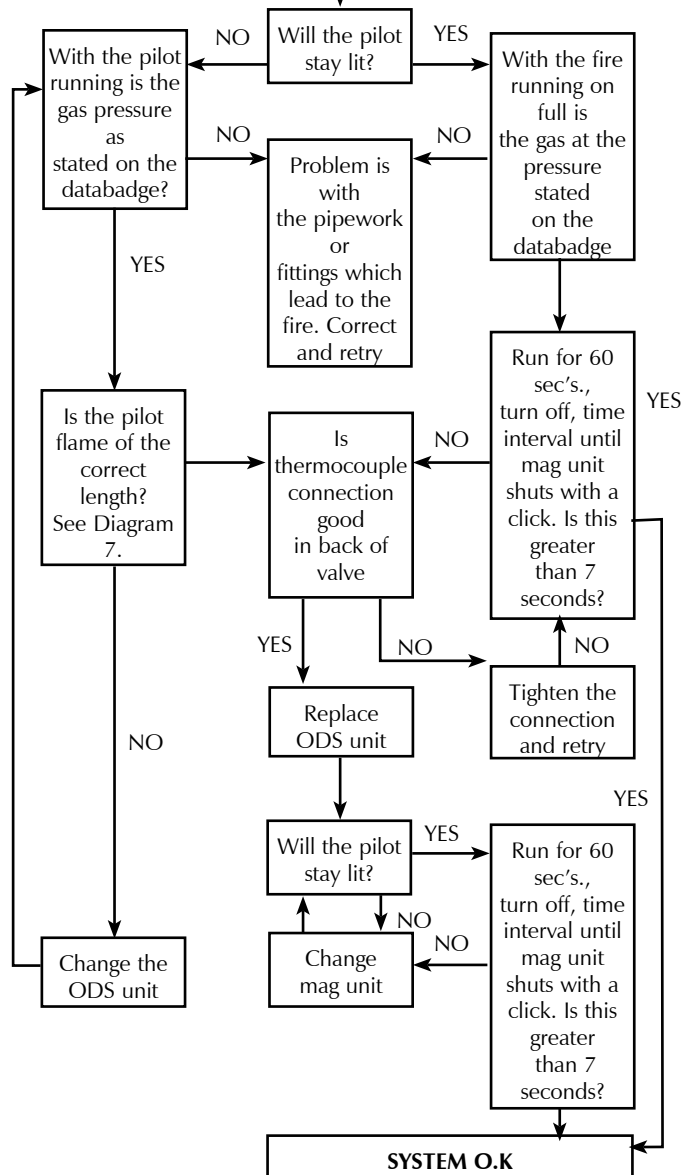 Will the pilot
stay lit?
NO
YES
With the pilot
running is the
gas pressure
as
stated on the
databadge?
With the fire
running on
full is
the gas at the
pressure
stated
on the
databadge
NO
NO
Problem is
with
the pipework
or
fittings which
lead to the
fire. Correct
and retry
YES
Run for 60
sec's.,
turn off, time
interval until
mag unit
shuts with a
click. Is this
greater
than 7
seconds?
YES
Is the pilot
flame of the
correct
length?
See Diagram
7.
Is
thermocouple
connection
good
in back of
valve
NO
YES
NO
NO
Tighten the
connection
and retry
Replace
ODS unit
NO
YES
Will the pilot
stay lit?
YES
Run for 60
sec's.,
turn off, time
interval until
mag unit
shuts with a
click. Is this
greater
than 7
seconds?
NO
NO
Change
mag unit
Change the
ODS unit
SYSTEM O.K